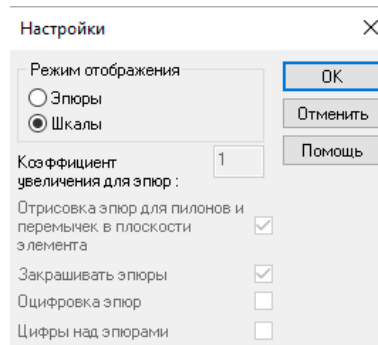 Настройки
Режим отображения
Эпюры
Шкалы
OK
Отменить
Помощь
Коэффициент
увеличения для эпюр :
1
Отрисовка эпюр для пилонов и
перемычек в плоскости
элемента
Закрашивать эпюры
Оцифровка эпюр
Цифры над эпюрами